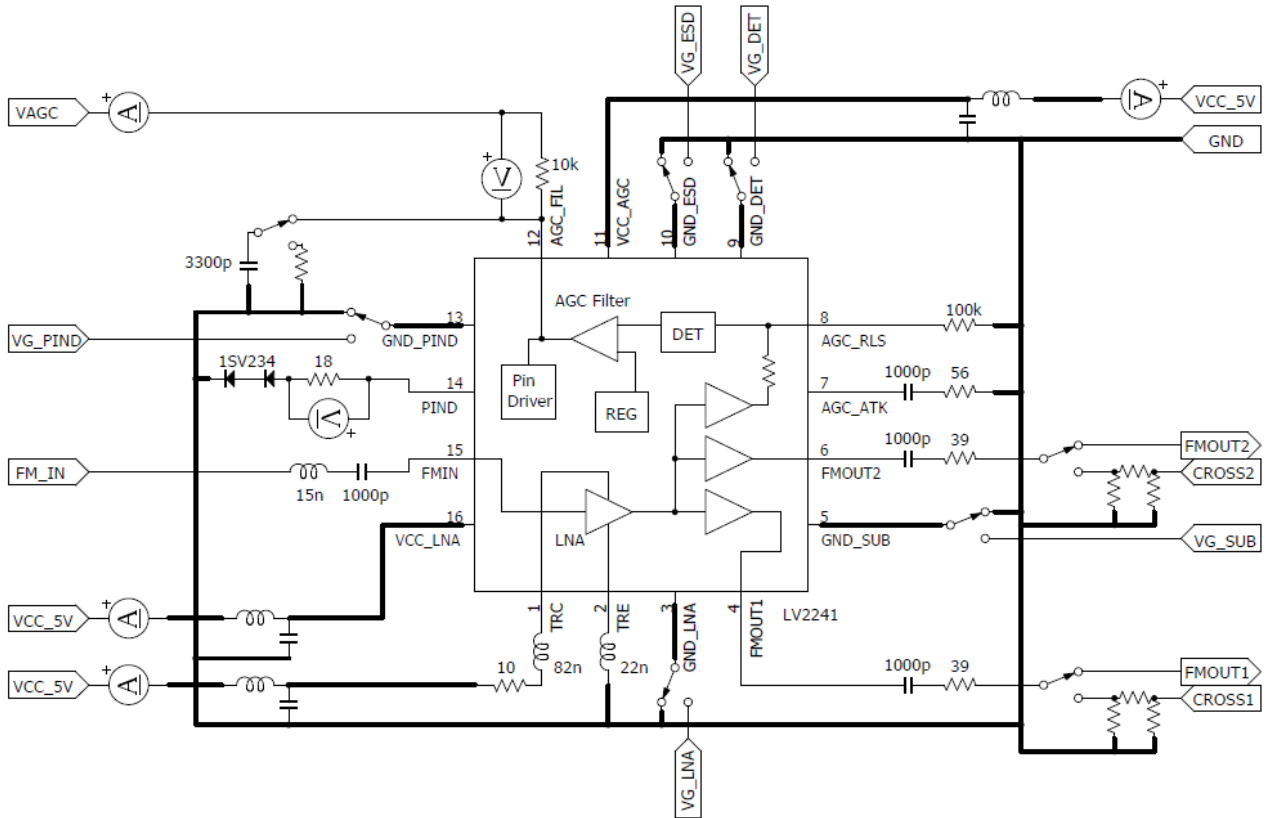 VG_ESD
VG_DET
VAGC
A
+
A
+
VCC_5V
GND
V
+
10k
AGC_FIL
12
11
VCC_AGC
10
GND_ESD
9
GND_DET
3300p
VG_PIND
13
GND_PIND
AGC Filter
DET
8
AGC_RLS
100k
1SV234
18
V
+
14
PIND
Pin
Driver
REG
7
AGC_ATK
1000p
56
FM_IN
15n
1000p
15
FMIN
6
FMOUT2
1000p
39
FMOUT2
CROSS2
16
VCC_LNA
LNA
5
GND_SUB
VG_SUB
VCC_5V
+
A
1
TRC
2
TRE
3
GND_LNA
4
FMOUT1
LV2241
VCC_5V
+
A
10
82n
22n
1000p
39
FMOUT1
CROSS1
VG_LNA